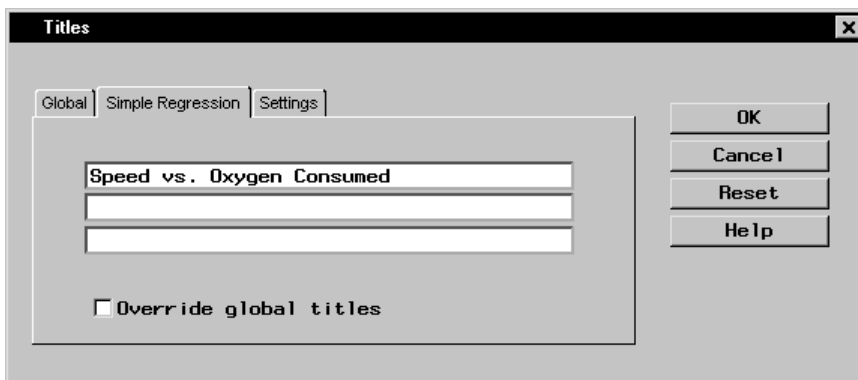 Titles
Global Simple Regression Settings
Speed vs. Oxygen Consumed
Override global titles
OK
Cancel
Reset
Help